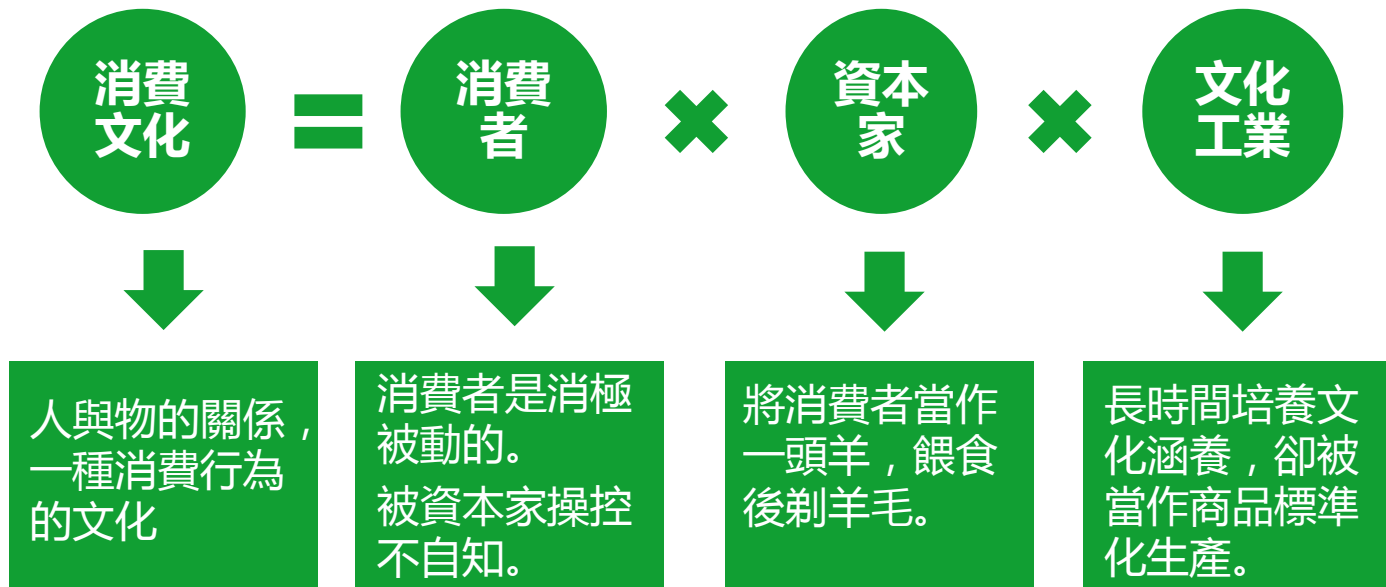 消費
文化
消費
者
資本
家
文化
工業
人與物的關係，
一種消費行為
的文化
消費者是消極
被動的。
被資本家操控
不自知。
將消費者當作
一頭羊，餵食
後剃羊毛。
長時間培養文
化涵養，卻被
當作商品標準
化生產。